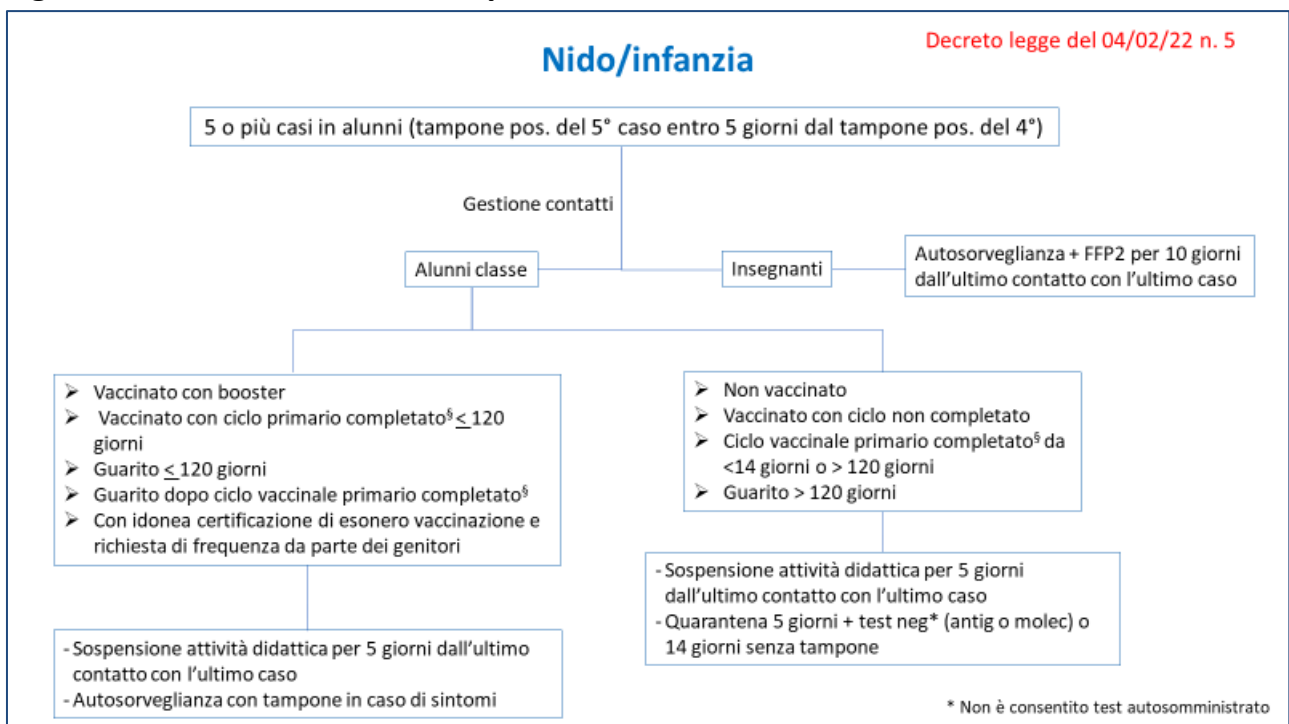 Decreto legge del 04/02/22 n. 5
Nido/infanzia
5 o più casi in alunni (tampone pos. del 5° caso entro 5 giorni dal tampone pos. del 4°)
Gestione contatti
Alunni classe
Insegnanti
Autosorveglianza + FFP2 per 10 giorni
dall'ultimo contatto con l'ultimo caso
➤ Vaccinato con booster
➤ Vaccinato con ciclo primario completato§ ≤ 120
giorni
➤ Guarito ≤ 120 giorni
➤ Guarito dopo ciclo vaccinale primario completato§
➤ Con idonea certificazione di esonero vaccinazione e
richiesta di frequenza da parte dei genitori
➤ Non vaccinato
➤ Vaccinato con ciclo non completato
➤ Ciclo vaccinale primario completato§ da
<14 giorni o > 120 giorni
➤ Guarito > 120 giorni
- Sospensione attività didattica per 5 giorni dall'ultimo
contatto con l'ultimo caso
- Autosorveglianza con tampone in caso di sintomi
- Sospensione attività didattica per 5 giorni
dall'ultimo contatto con l'ultimo caso
- Quarantena 5 giorni + test neg* (antig o molec) o
14 giorni senza tampone
* Non è consentito test autosomministrato